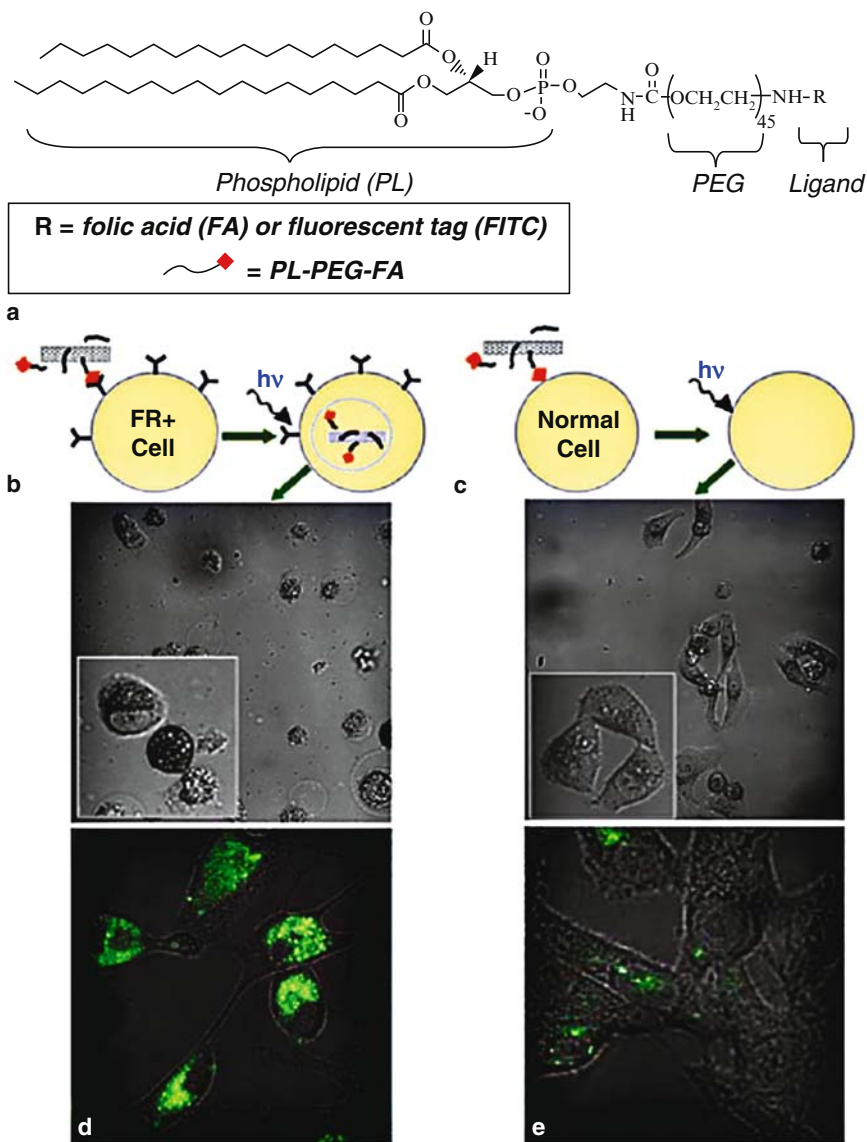 O
O
H
O
O
O
O
P
O
-O
O
N
H
C
O
(OCH₂CH₂)
45
NH-R
O
Phospholipid (PL)
PEG
Ligand
R = folic acid (FA) or fluorescent tag (FITC)
= PL-PEG-FA
a
FR+
Cell
hν
Normal
Cell
hν
b
c
d
e